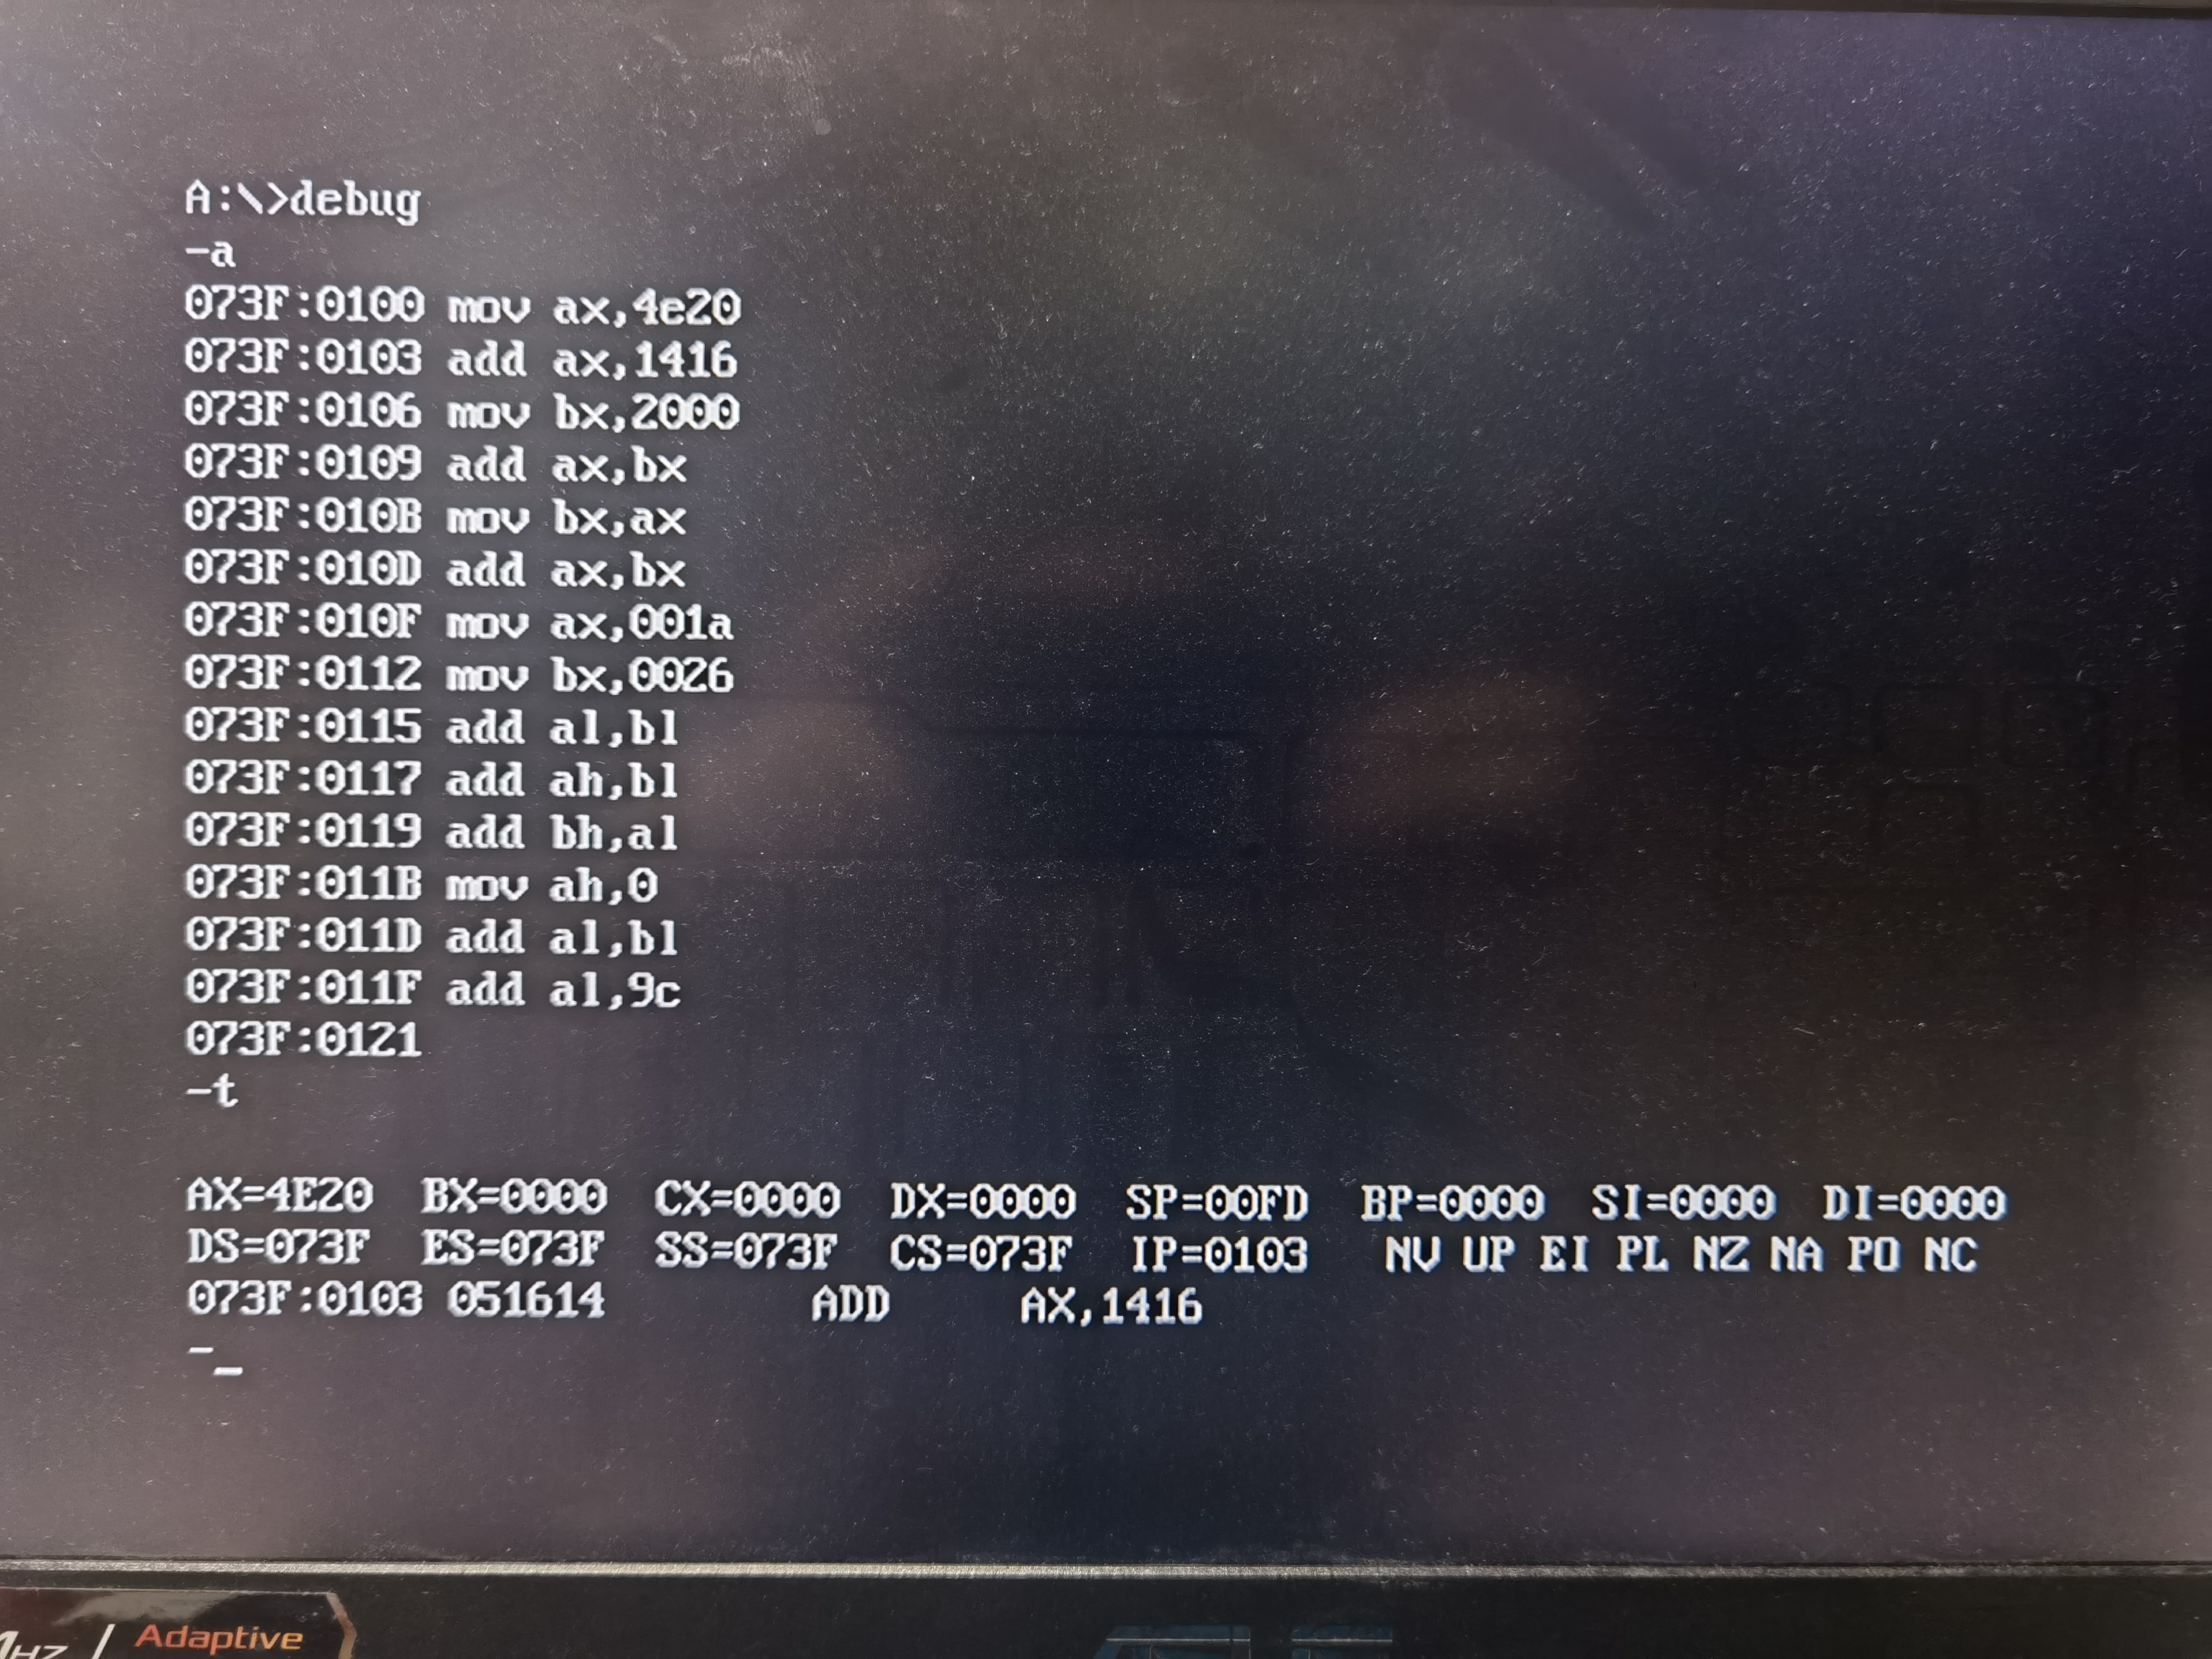 A:\>debug
-a
073F:0100 mov ax,4e20
073F:0103 add ax,1416
073F:0106 mov bx,2000
073F:0109 add ax,bx
073F:010B mov bx,ax
073F:010D add ax,bx
073F:010F mov ax,001a
073F:0112 mov bx,0026
073F:0115 add al,bl
073F:0117 add ah,bl
073F:0119 add bh,al
073F:011B mov ah,0
073F:011D add al,bl
073F:011F add al,9c
073F:0121
-t
AX=4E20 BX=0000 CX=0000 DX=0000 SP=00FD BP=0000 SI=0000 DI=0000
DS=073F ES=073F SS=073F CS=073F IP=0103 NV UP EI PL NZ NA PO NC
073F:0103 051614 ADD AX,1416
-_
Adaptive